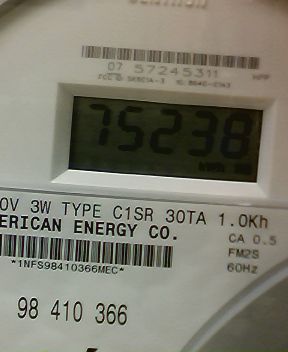 07 57245311
75238
0V 3W TYPE C1SR 30TA 1.0Kh
ERICAN ENERGY CO.
CA 0.5
FM2S
60Hz
*1NFS98410366MEC*
98 410 366